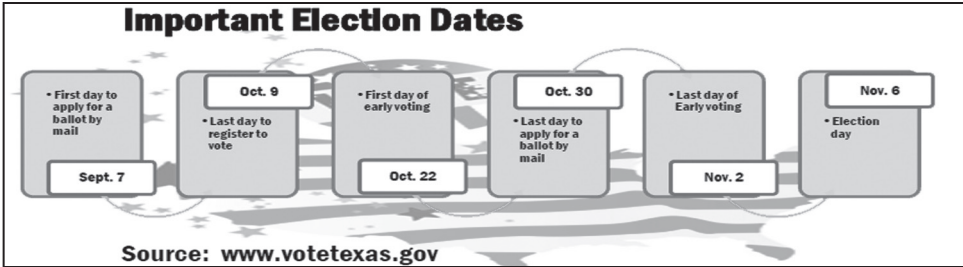 Important Election Dates
• First day to
apply for a
ballot by
mail
Sept. 7
Oct. 9
• Last day to
register to
vote
• First day of
early voting
Oct. 22
Oct. 30
• Last day to
apply for a
ballot by
mail
• Last day of
Early voting
Nov. 2
Nov. 6
• Election
day
Source: www.votetexas.gov